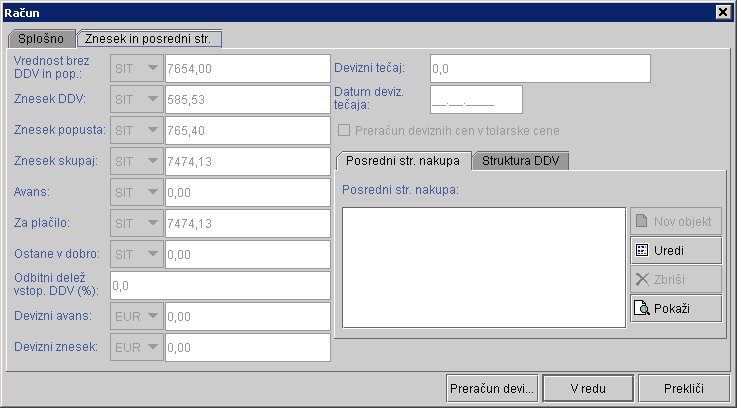 Račun
Splošno
Znesek in posredni str.
Vrednost brez
DDV in pop.:
SIT
7654,00
Znesek DDV:
SIT
585,53
Znesek popusta:
SIT
765,40
Znesek skupaj:
SIT
7474,13
Avans:
SIT
0,00
Za plačilo:
SIT
7474,13
Ostane v dobro:
SIT
0,00
Odbitni delež
vstop. DDV (%):
0,0
Devizni avans:
EUR
0,00
Devizni znesek:
EUR
0,00
Devizni tečaj:
0,0
Datum deviz.
tečaja:
__.__.____
Preračun deviznih cen v tolarske cene
Posredni str. nakupa
Struktura DDV
Posredni str. nakupa:
Nov objekt
Uredi
Zbriši
Pokaži
Preračun devi...
V redu
Prekliči